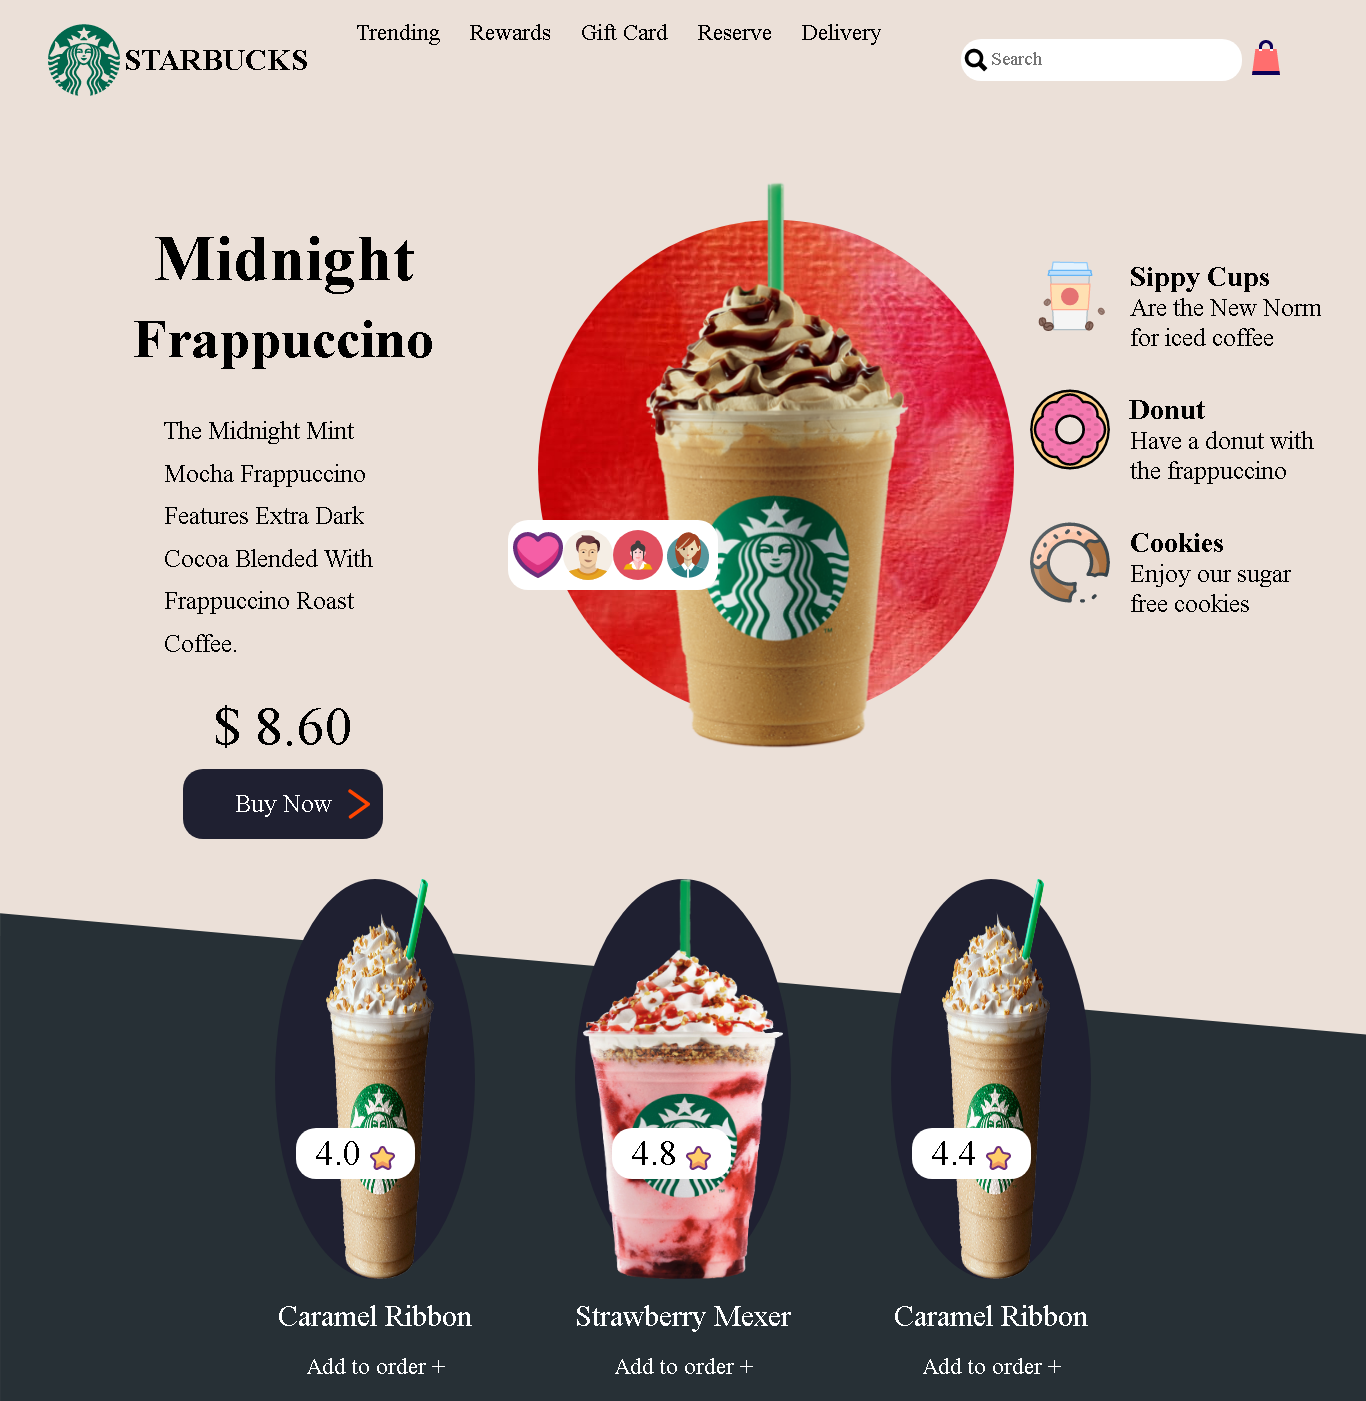 STARBUCKS
Trending
Rewards
Gift Card
Reserve
Delivery
Search
Midnight
Frappuccino
The Midnight Mint
Mocha Frappuccino
Features Extra Dark
Cocoa Blended With
Frappuccino Roast
Coffee.
$ 8.60
Buy Now
TM
Sippy Cups
Are the New Norm
for iced coffee
Donut
Have a donut with
the frappuccino
Cookies
Enjoy our sugar
free cookies
4.0
4.8
TM
4.4
Caramel Ribbon
Strawberry Mexer
Caramel Ribbon
Add to order +
Add to order +
Add to order +